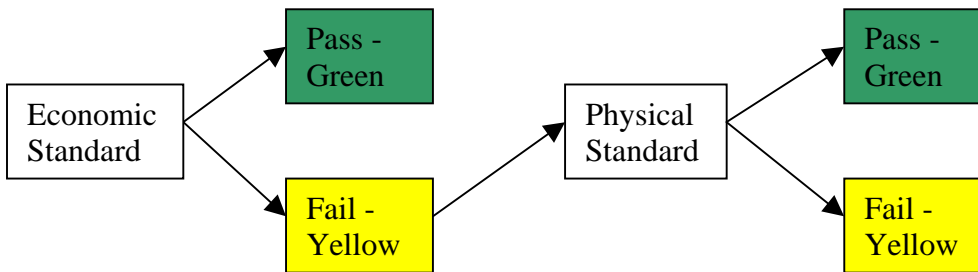 Economic
Standard
Pass -
Green
Fail -
Yellow
Physical
Standard
Pass -
Green
Fail -
Yellow